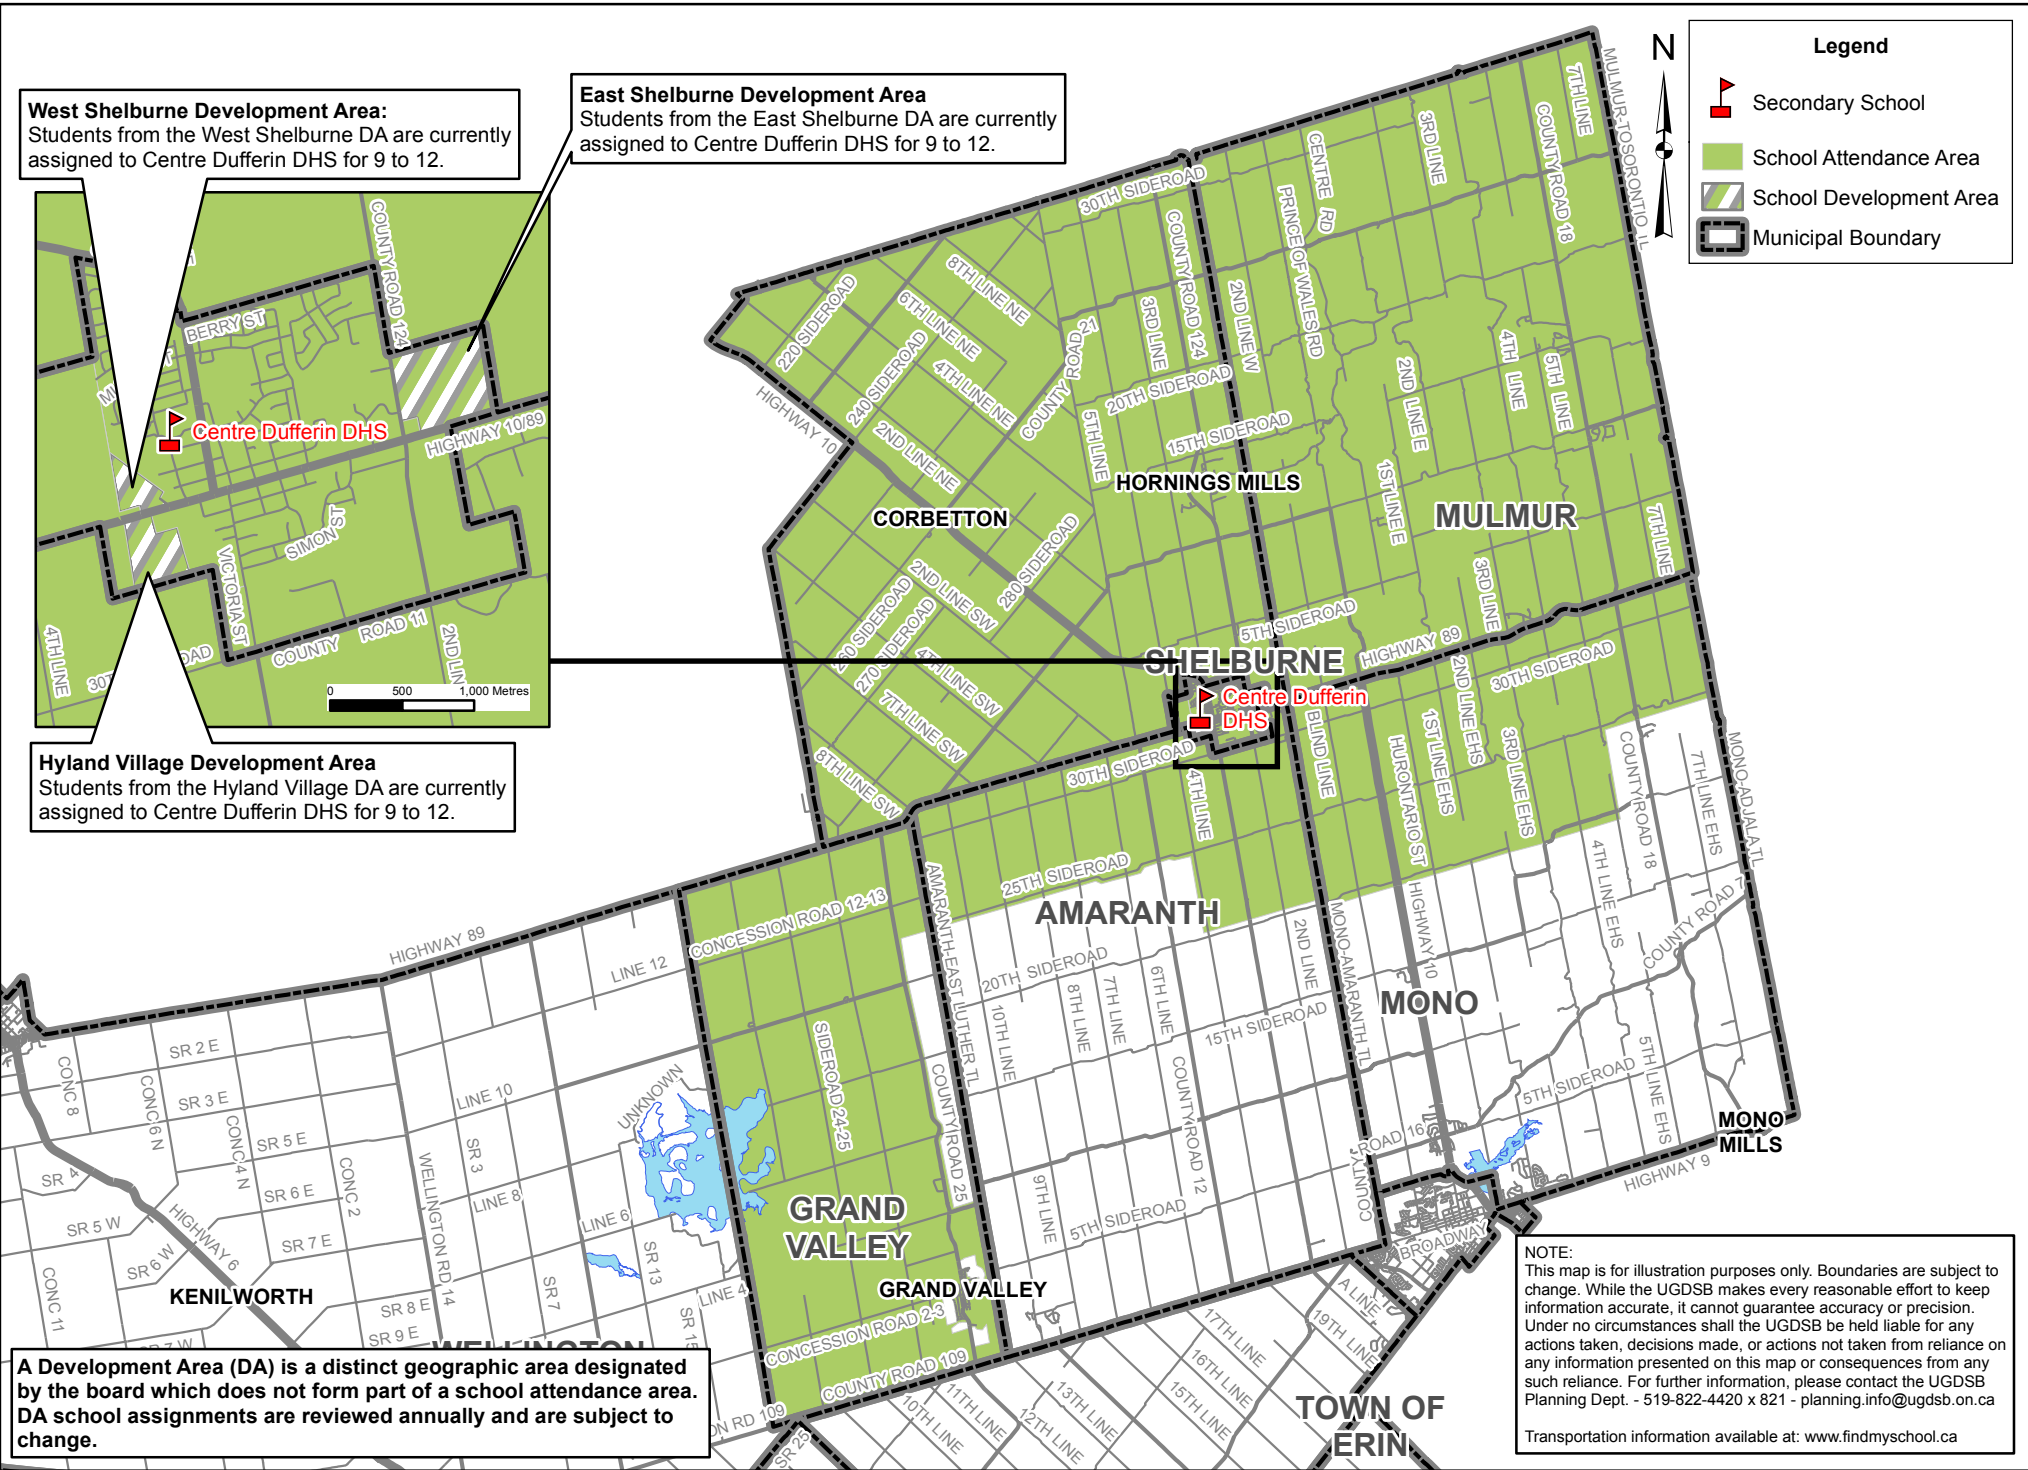 West Shelburne Development Area:
Students from the West Shelburne DA are currently
assigned to Centre Dufferin DHS for 9 to 12.
East Shelburne Development Area
Students from the East Shelburne DA are currently
assigned to Centre Dufferin DHS for 9 to 12.
N
Legend
Secondary School
School Attendance Area
School Development Area
Municipal Boundary
COUNTY ROAD 124
BERRY ST
Centre Dufferin DHS
HIGHWAY 10/89
SIMON ST
VICTORIA ST
COUNTY ROAD 11
4TH LINE
0 500 1,000 Metres
Hyland Village Development Area
Students from the Hyland Village DA are currently
assigned to Centre Dufferin DHS for 9 to 12.
MULMUR-TOSORONTIO TL
7TH LINE
COUNTY ROAD 18
3RD LINE
CENTRE RD
PRINCE OF WALES RD
30TH SIDEROAD
COUNTY ROAD 124
2ND LINE W
3RD LINE
8TH LINE NE
6TH LINE NE
4TH LINE NE
220 SIDEROAD
240 SIDEROAD
2ND LINE NE
HIGHWAY 10
COUNTY ROAD 21
5TH LINE
20TH SIDEROAD
15TH SIDEROAD
2ND LINE E
1ST LINE E
4TH LINE
5TH LINE
HORNINGS MILLS
CORBETTON
MULMUR
7TH LINE
3RD LINE
280 SIDEROAD
2ND LINE SW
260 SIDEROAD
270 SIDEROAD
4TH LINE SW
7TH LINE SW
8TH LINE SW
5TH SIDEROAD
HIGHWAY 89
SHELBURNE
Centre Dufferin
DHS
30TH SIDEROAD
2ND LINE EHS
30TH SIDEROAD
BLIND LINE
HURONTARIO ST
1ST LINE EHS
3RD LINE EHS
COUNTY ROAD 18
7TH LINE EHS
MONO-ADJALA TL
4TH LINE
25TH SIDEROAD
AMARANTH
AMARANTH-EAST LUTHER TL
CONCESSION ROAD 12-13
HIGHWAY 89
LINE 12
20TH SIDEROAD
10TH LINE
8TH LINE
7TH LINE
6TH LINE
2ND LINE
MONO-AMARANTH TL
HIGHWAY 10
4TH LINE EHS
COUNTY ROAD 7
MONO
15TH SIDEROAD
5TH SIDEROAD
5TH LINE EHS
MONO
MILLS
HIGHWAY 9
COUNTY ROAD 16
BROADWAY
COUNTY ROAD 12
5TH SIDEROAD
9TH LINE
COUNTY ROAD 25
SIDEROAD 24-25
GRAND
VALLEY
GRAND VALLEY
CONCESSION ROAD 2-3
COUNTY ROAD 109
UNKNOWN
CONC 8
SR 2 E
CONC 6 N
SR 3 E
CONC 4 N
SR 5 E
LINE 10
SR 3
WELLINGTON RD 14
CONC 2
SR 6 E
LINE 8
LINE 6
SR 4
SR 5 W
SR 6 W
HIGHWAY 6
SR 7 E
SR 7
SR 13
LINE 4
SR 15
CONC 11
KENILWORTH
SR 8 E
SR 9 E
WELLINGTON
A Development Area (DA) is a distinct geographic area designated
by the board which does not form part of a school attendance area.
DA school assignments are reviewed annually and are subject to
change.
ON RD 109
SR 25
10TH LINE
11TH LINE
12TH LINE
13TH LINE
15TH LINE
16TH LINE
17TH LINE
19TH LINE
A LINE
TOWN OF
ERIN
NOTE:
This map is for illustration purposes only. Boundaries are subject to
change. While the UGDSB makes every reasonable effort to keep
information accurate, it cannot guarantee accuracy or precision.
Under no circumstances shall the UGDSB be held liable for any
actions taken, decisions made, or actions not taken from reliance on
any information presented on this map or consequences from any
such reliance. For further information, please contact the UGDSB
Planning Dept. - 519-822-4420 x 821 - planning.info@ugdsb.on.ca
Transportation information available at: www.findmyschool.ca